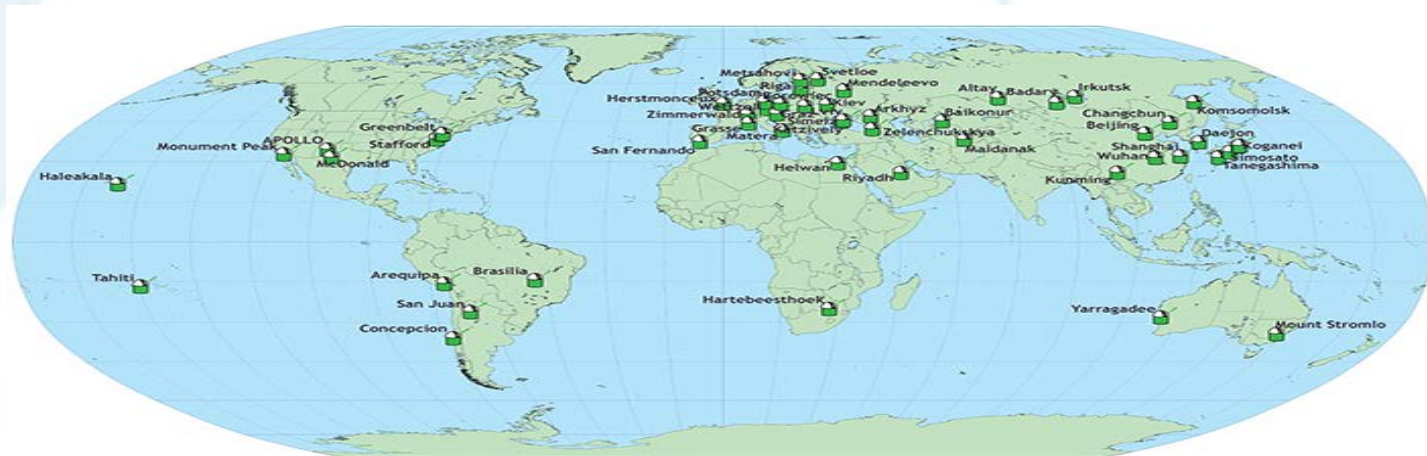 Metsahovi
Svetloe
Mendeleevo
Riga
Potsdam
Herstmonceux
Kiev
Zimmerwald
Graz
Simeiz
Arkhyz
Grasse
Matera
Katzively
Zelenchukskya
San Fernando
Altay
Badary
Irkutsk
Baikonur
Changchun
Komsomolsk
Beijing
Daejon
Maidanak
Shanghai
Koganei
Wuhan
Simosato
Tanegashima
Kunming
Greenbelt
Stafford
APOLLO
Monument Peak
McDonald
Haleakala
Helwan
Riyadh
Tahiti
Arequipa
Brasilia
San Juan
Concepcion
Hartebeesthoek
Yarragadee
Mount Stromlo